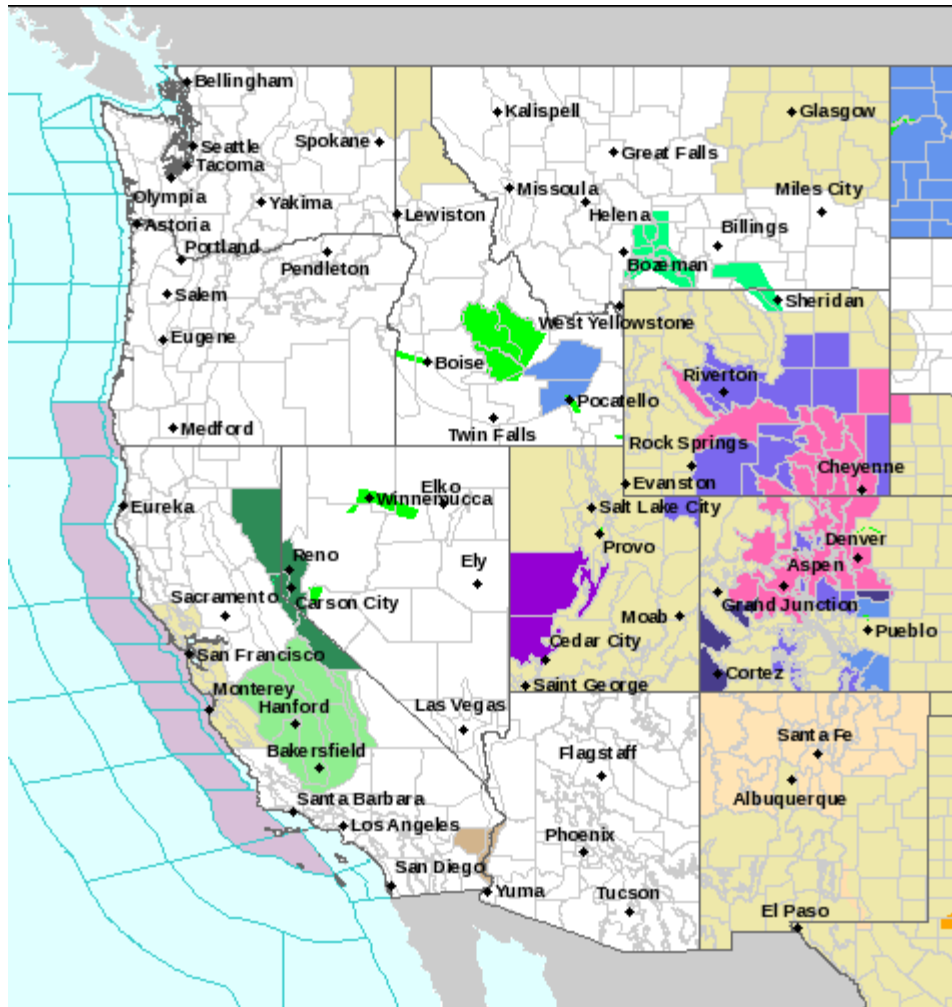 Bellingham
Kalispell
Glasgow
Spokane
Seattle
Great Falls
Tacoma
Missoula
Miles City
Olympia
Yakima
Helena
Lewiston
Billings
Astoria
Portland
Pendleton
Bozeman
Salem
Sheridan
West Yellowstone
Eugene
Boise
Riverton
Pocatello
Medford
Twin Falls
Rock Springs
Cheyenne
Elko
Evanston
Winnemucca
Eureka
Salt Lake City
Provo
Denver
Reno
Ely
Aspen
Sacramento
Carson City
Grand Junction
Moab
Pueblo
Cedar City
San Francisco
Cortez
Monterey
Saint George
Hanford
Las Vegas
Santa Fe
Bakersfield
Flagstaff
Albuquerque
Santa Barbara
Los Angeles
Phoenix
San Diego
Yuma
Tucson
El Paso